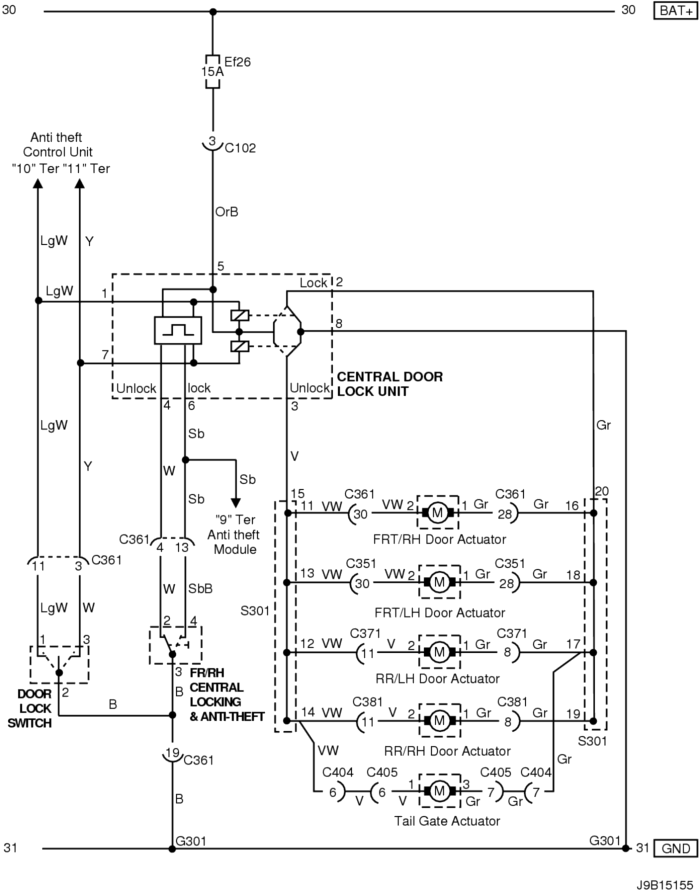 30
30
BAT+
Ef26
15A
3
C102
Anti theft
Control Unit
"10" Ter "11" Ter
OrB
LgW
Y
5
LgW
1
Lock
2
8
7
CENTRAL DOOR
LOCK UNIT
Unlock
lock
Unlock
4
6
3
Sb
LgW
Gr
V
Y
W
Sb
Sb
"9" Ter
Anti theft
Module
15
20
11
VW
C361
30
VW
2
M
1
Gr
C361
28
Gr
16
FRT/RH Door Actuator
C361
4
13
11
3
C361
13
VW
C351
30
VW
2
M
1
Gr
C351
28
Gr
18
FRT/LH Door Actuator
S301
LgW
W
W
SbB
1
3
2
4
12
VW
C371
11
V
2
M
1
Gr
C371
8
Gr
17
RR/LH Door Actuator
3
FR/RH
CENTRAL
LOCKING
& ANTI-THEFT
B
DOOR
LOCK
SWITCH
2
B
14
VW
C381
11
V
2
M
1
Gr
C381
8
Gr
19
RR/RH Door Actuator
S301
19
C361
VW
Gr
C404
6
V
C405
6
V
1
M
3
Gr
C405
7
Gr
C404
7
Tail Gate Actuator
B
31
G301
G301
31
GND
J9B15155